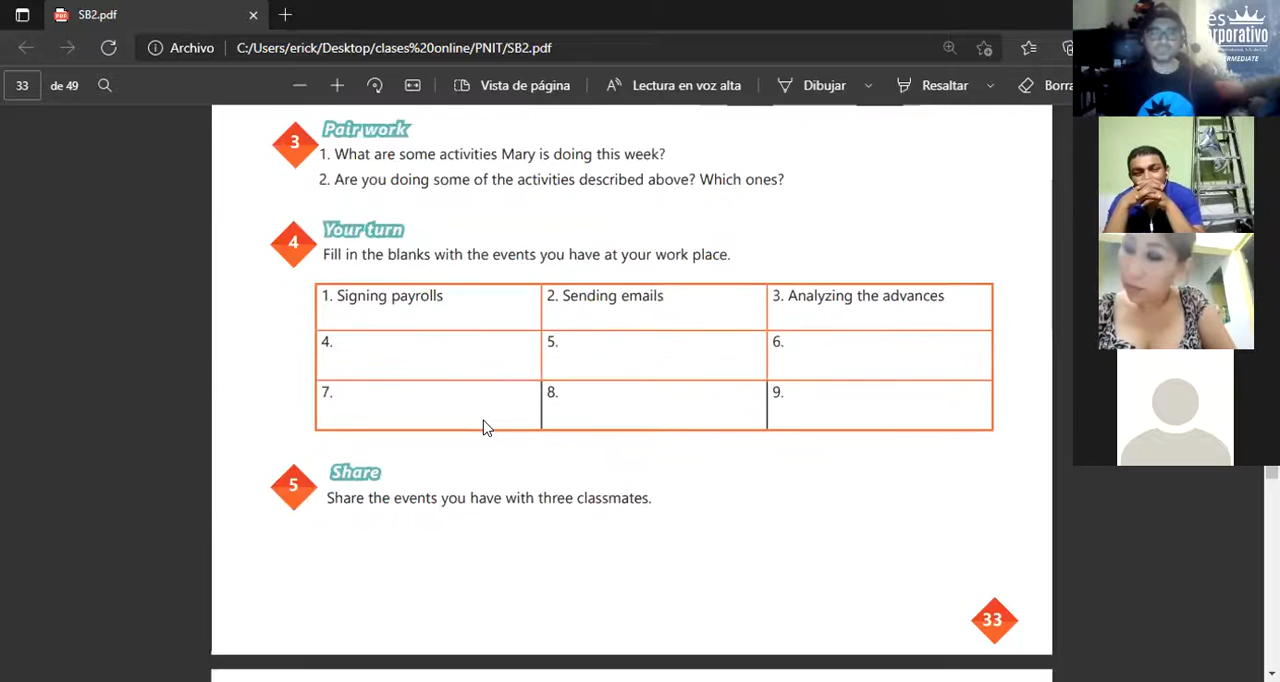 SB2.pdf
Archivo
C:/Users/erick/Desktop/clases%20online/PNIT/SB2.pdf
33 de 49
Vista de página
Lectura en voz alta
Dibujar
Resaltar
Borra
és
corporativo
3 Pair work
1. What are some activities Mary is doing this week?
2. Are you doing some of the activities described above? Which ones?
4 Your turn
Fill in the blanks with the events you have at your work place.
1. Signing payrolls
2. Sending emails
3. Analyzing the advances
4.
5.
6.
7.
8.
9.
5 Share
Share the events you have with three classmates.
33